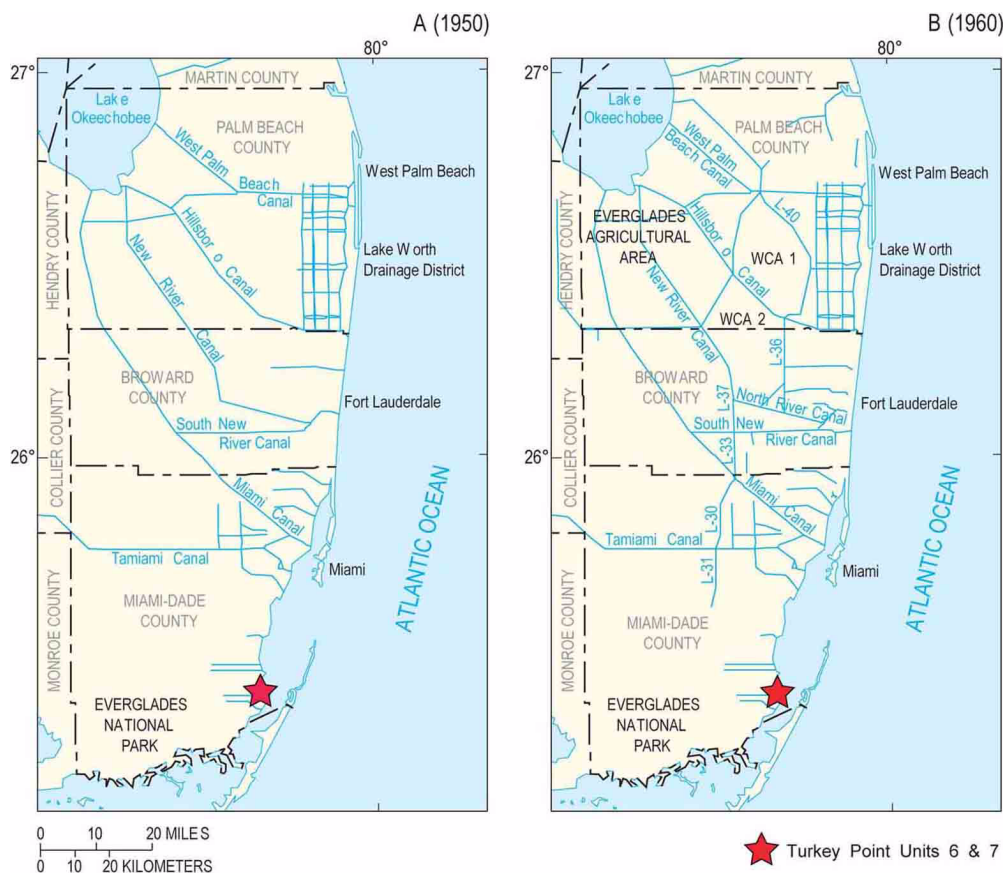 A (1950)
80°
27°
MARTIN COUNTY
Lake
Okeechobee
PALM BEACH
COUNTY
West Palm
Beach
Canal
West Palm Beach
HENDRY COUNTY
Hillsbor o Canal
New
River
Canal
Lake W orth
Drainage District
BROWARD
COUNTY
Fort Lauderdale
South New
River Canal
26°
COLLIER COUNTY
Miami
Canal
Tamiami Canal
Miami
ATLANTIC OCEAN
MIAMI-DADE
COUNTY
MONROE COUNTY
EVERGLADES
NATIONAL
PARK
0 10 20 MILES
0 10 20 KILOMETERS
B (1960)
80°
27°
MARTIN COUNTY
Lake
Okeechobee
PALM BEACH
COUNTY
West Palm
Beach Canal
West Palm Beach
L-40
HENDRY COUNTY
EVERGLADES
AGRICULTURAL
AREA
Hillsbor o Canal
WCA 1
Lake W orth
Drainage District
New River
Canal
WCA 2
L-36
BROWARD
COUNTY
L-37
North River Canal
Fort Lauderdale
South New
River Canal
L-33
26°
COLLIER COUNTY
Miami
Canal
L-30
Tamiami Canal
L-31
Miami
ATLANTIC OCEAN
MIAMI-DADE
COUNTY
MONROE COUNTY
EVERGLADES
NATIONAL
PARK
Turkey Point Units 6 & 7